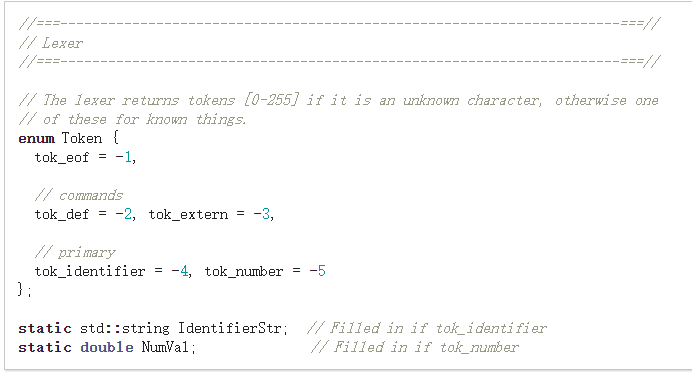 //===----------------------------------------------------------------------===//
// Lexer
//===----------------------------------------------------------------------===//
// The lexer returns tokens [0-255] if it is an unknown character, otherwise one
// of these for known things.
enum Token {
  tok_eof = -1,
  // commands
  tok_def = -2, tok_extern = -3,
  // primary
  tok_identifier = -4, tok_number = -5
};
static std::string IdentifierStr;  // Filled in if tok_identifier
static double NumVal;              // Filled in if tok_number